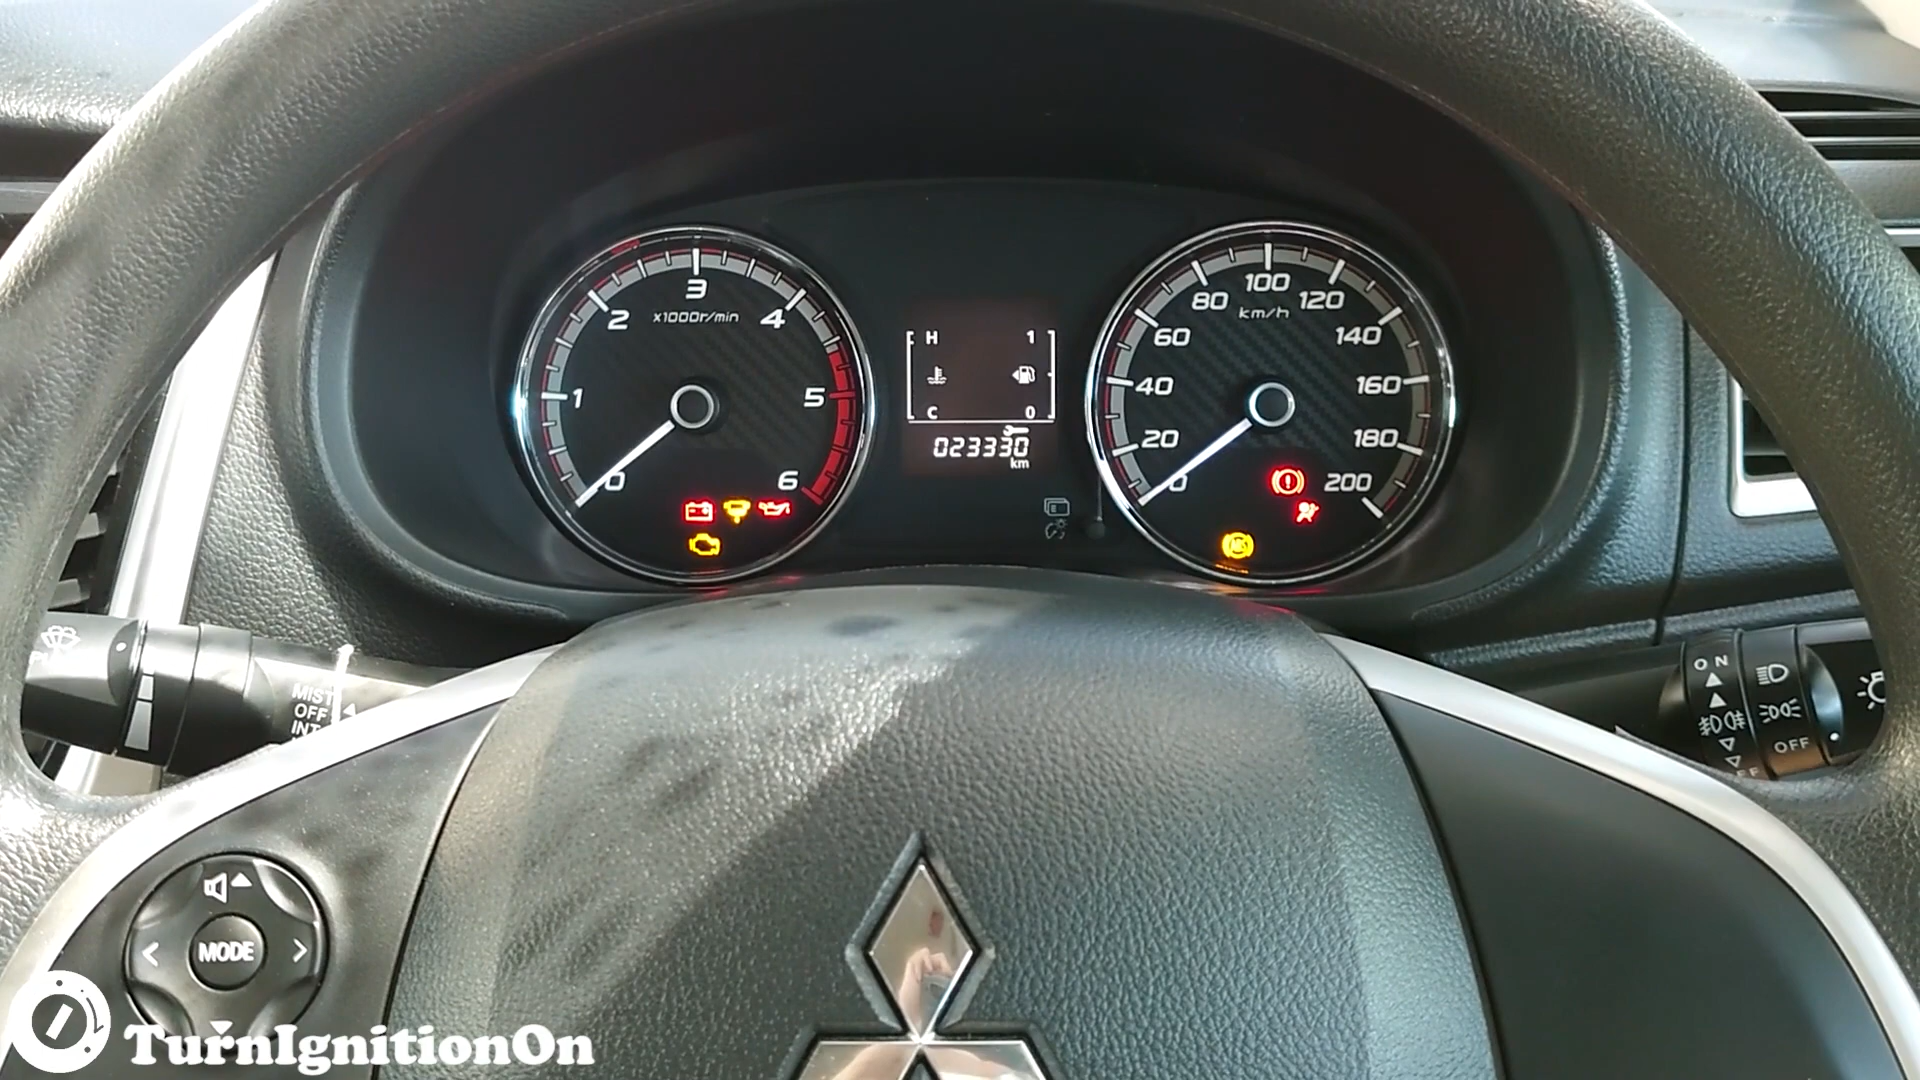 3
2 x1000r/min 4
1 5
0 6
H 1
C 0
023330
km
100
80 120
km/h
60 140
40 160
20 180
0 200
ABS
MIST
OFF
INT
ON
OFF
MODE
TurnIgnitionOn